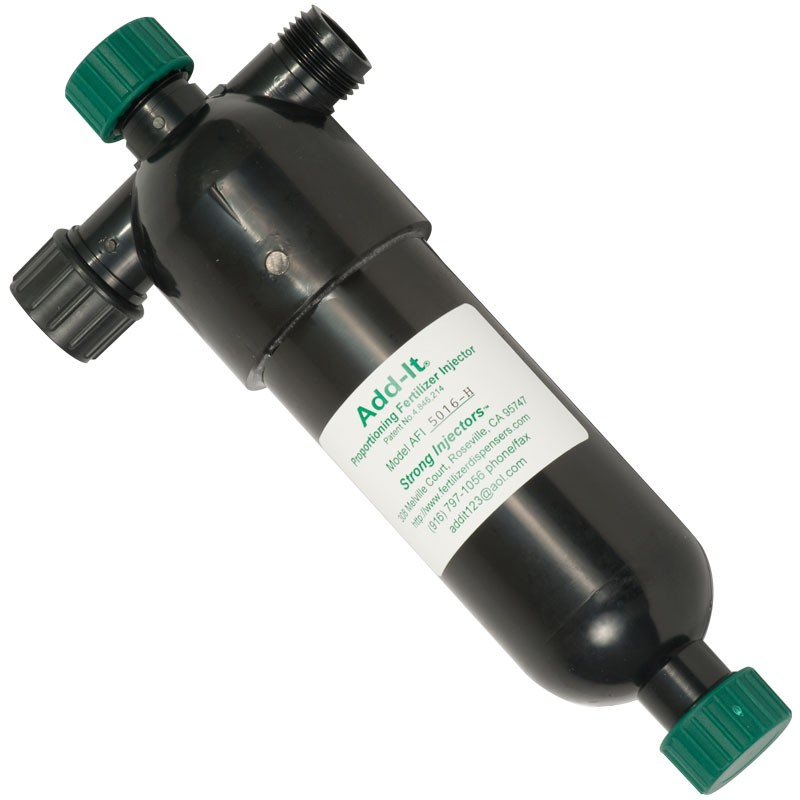 Add-It®
Proportioning Fertilizer Injector
Patent No.4,846,214
Model AFI 5016-H
Strong Injectors™
308 Melville Court, Roseville, CA 95747
http://www.fertilizerdispensers.com
(916) 797-1056 phone/fax
addit123@aol.com